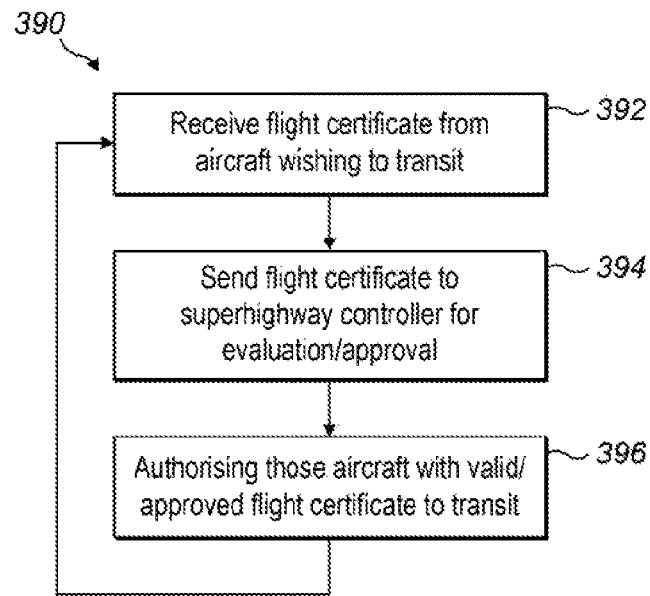 390
Receive flight certificate from
aircraft wishing to transit
392
Send flight certificate to
superhighway controller for
evaluation/approval
394
Authorising those aircraft with valid/
approved flight certificate to transit
396